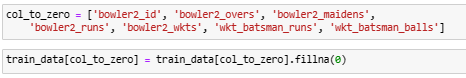 col_to_zero = ['bowler2_id', 'bowler2_overs', 'bowler2_maidens',
'bowler2_runs', 'bowler2_wkts', 'wkt_batsman_runs', 'wkt_batsman_balls']
train_data[col_to_zero] = train_data[col_to_zero].fillna(0)